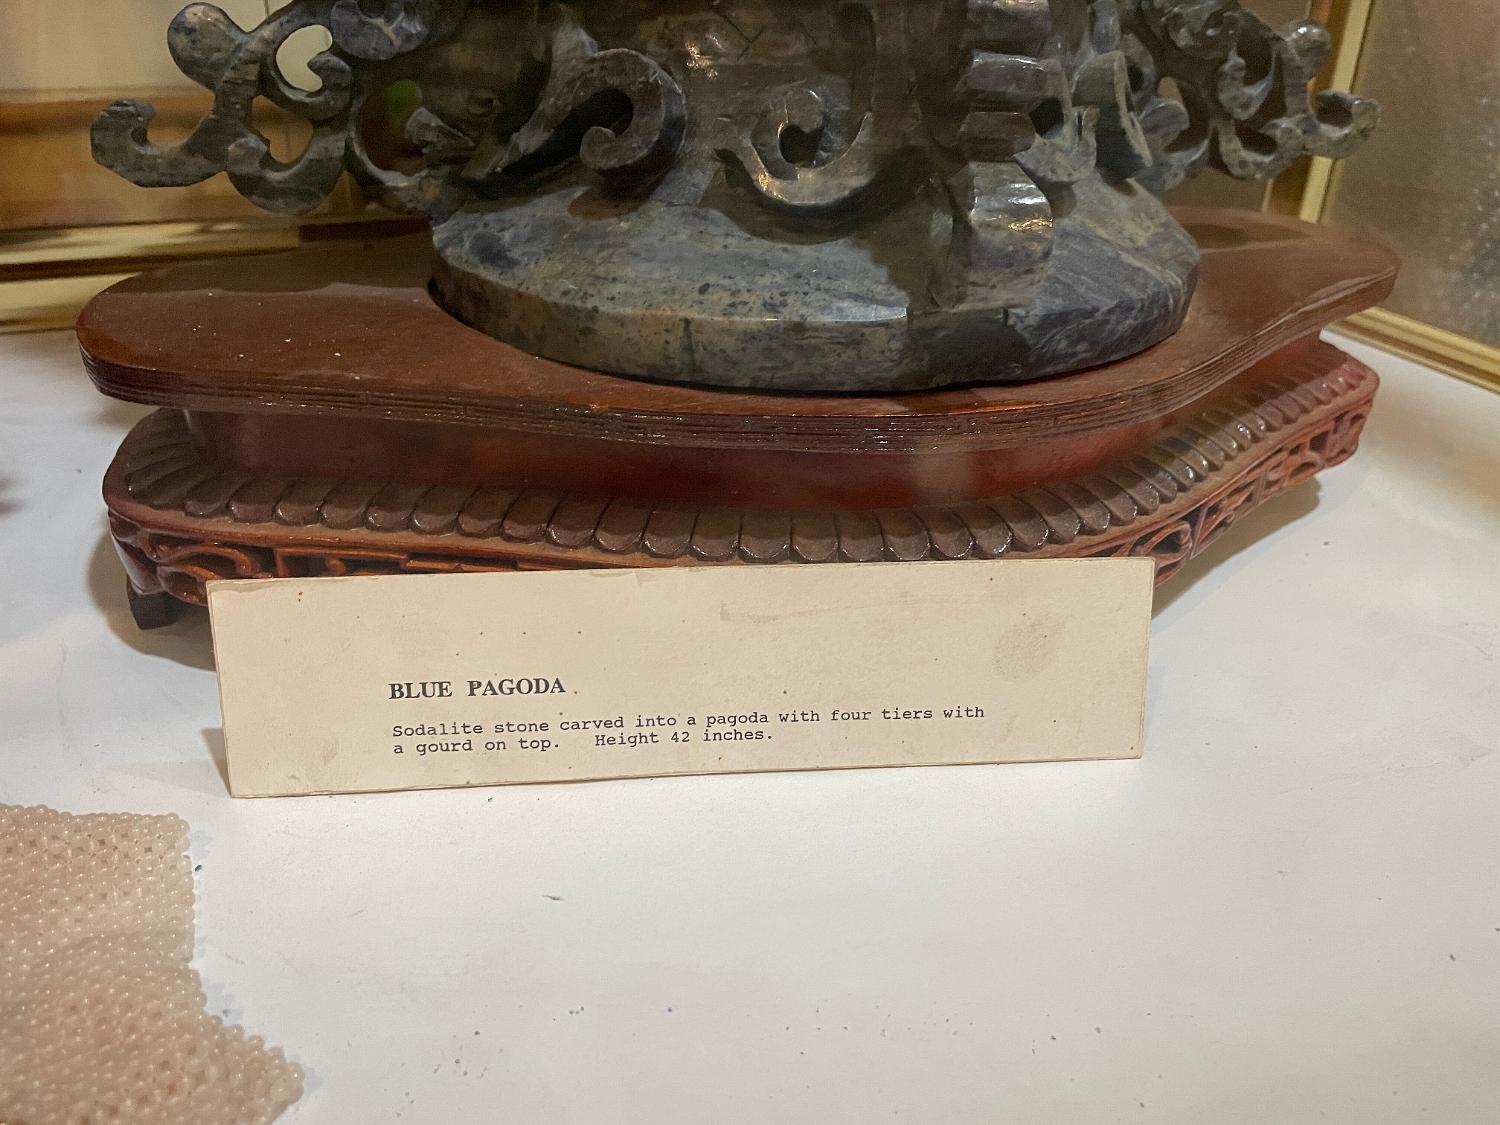 BLUE PAGODA
Sodalite stone carved into a pagoda with four tiers with
a gourd on top. Height 42 inches.